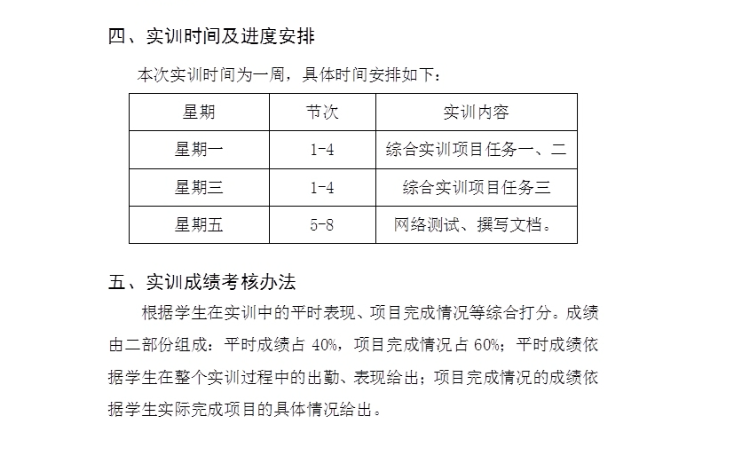 四、实训时间及进度安排
本次实训时间为一周，具体时间安排如下：
星期 节次 实训内容
星期一 1-4 综合实训项目任务一、二
星期三 1-4 综合实训项目任务三
星期五 5-8 网络测试、撰写文档。
五、实训成绩考核办法
根据学生在实训中的平时表现、项目完成情况等综合打分。成绩
由二部份组成：平时成绩占 40%，项目完成情况占 60%；平时成绩依
据学生在整个实训过程中的出勤、表现给出；项目完成情况的成绩依
据学生实际完成项目的具体情况给出。